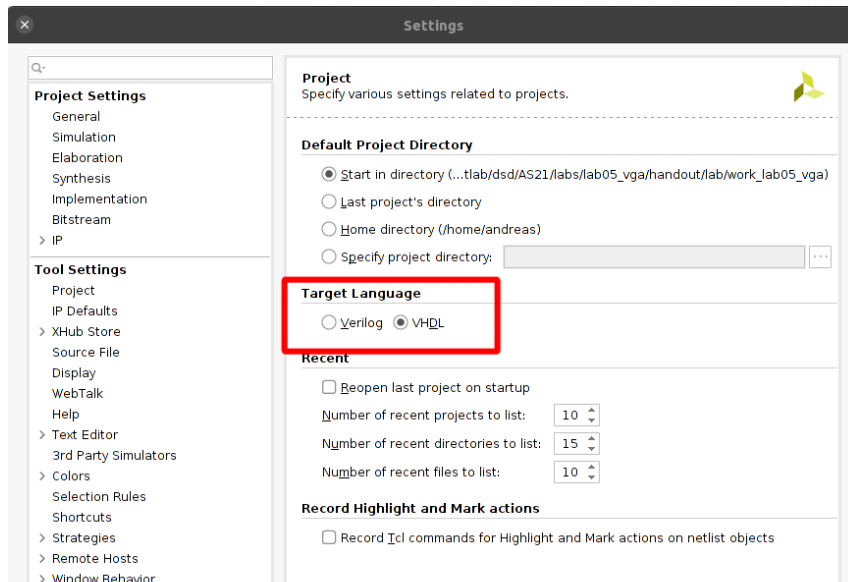 Settings
Q-
Project Settings
General
Simulation
Elaboration
Synthesis
Implementation
Bitstream
> IP
Tool Settings
Project
IP Defaults
> XHub Store
Source File
Display
WebTalk
Help
> Text Editor
3rd Party Simulators
> Colors
Selection Rules
Shortcuts
> Strategies
> Remote Hosts
> Window Behavior
Project
Specify various settings related to projects.
Default Project Directory
Start in directory (...tlab/dsd/AS21/labs/lab05_vga/handout/lab/work_lab05_vga)
Last project's directory
Home directory (/home/andreas)
Specify project directory:
Target Language
Verilog VHDL
Recent
Reopen last project on startup
Number of recent projects to list: 10
Number of recent directories to list: 15
Number of recent files to list: 10
Record Highlight and Mark actions
Record Tcl commands for Highlight and Mark actions on netlist objects